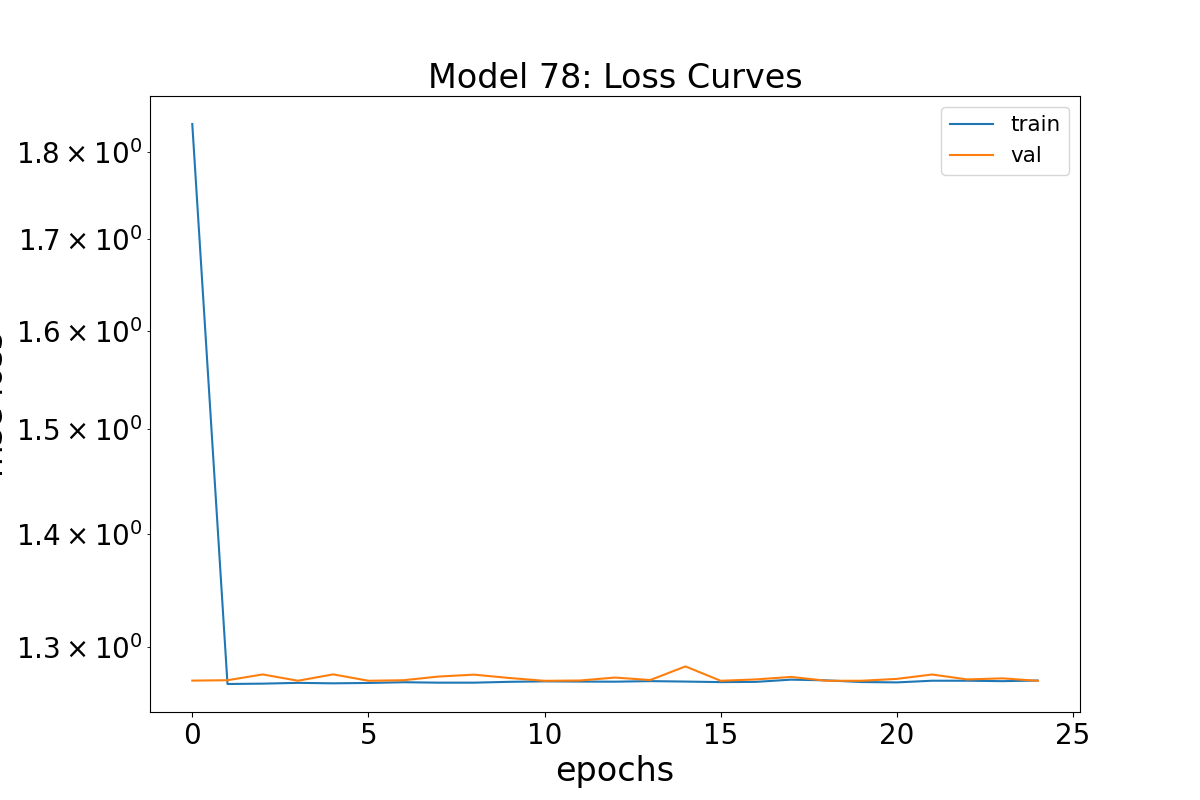 Model 78: Loss Curves
train
val
1.8 × 10⁰
1.7 × 10⁰
1.6 × 10⁰
1.5 × 10⁰
1.4 × 10⁰
1.3 × 10⁰
0 5 10 15 20 25
epochs